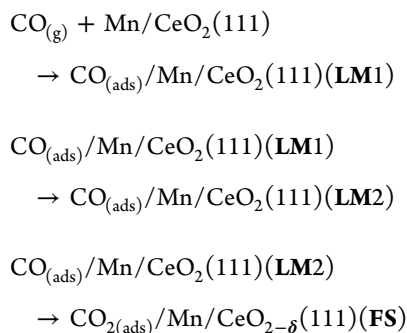 CO(g) + Mn/CeO2(111)
→ CO(ads)/Mn/CeO2(111)(LM1)
CO(ads)/Mn/CeO2(111)(LM1)
→ CO(ads)/Mn/CeO2(111)(LM2)
CO(ads)/Mn/CeO2(111)(LM2)
→ CO2(ads)/Mn/CeO2−δ(111)(FS)